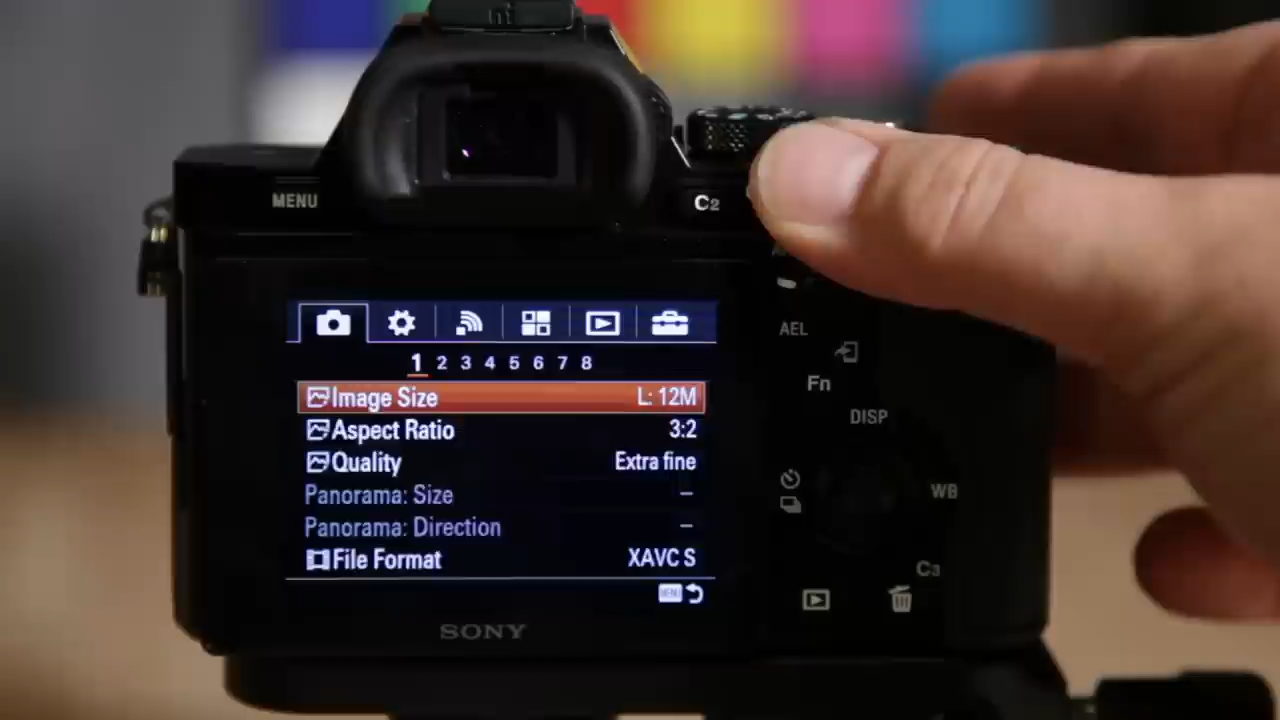 MENU
C2
AEL
Fn
DISP
1 2 3 4 5 6 7 8
Image Size L: 12M
Aspect Ratio 3:2
Quality Extra fine
Panorama: Size –
Panorama: Direction –
File Format XAVC S
MENU
WB
C3
SONY